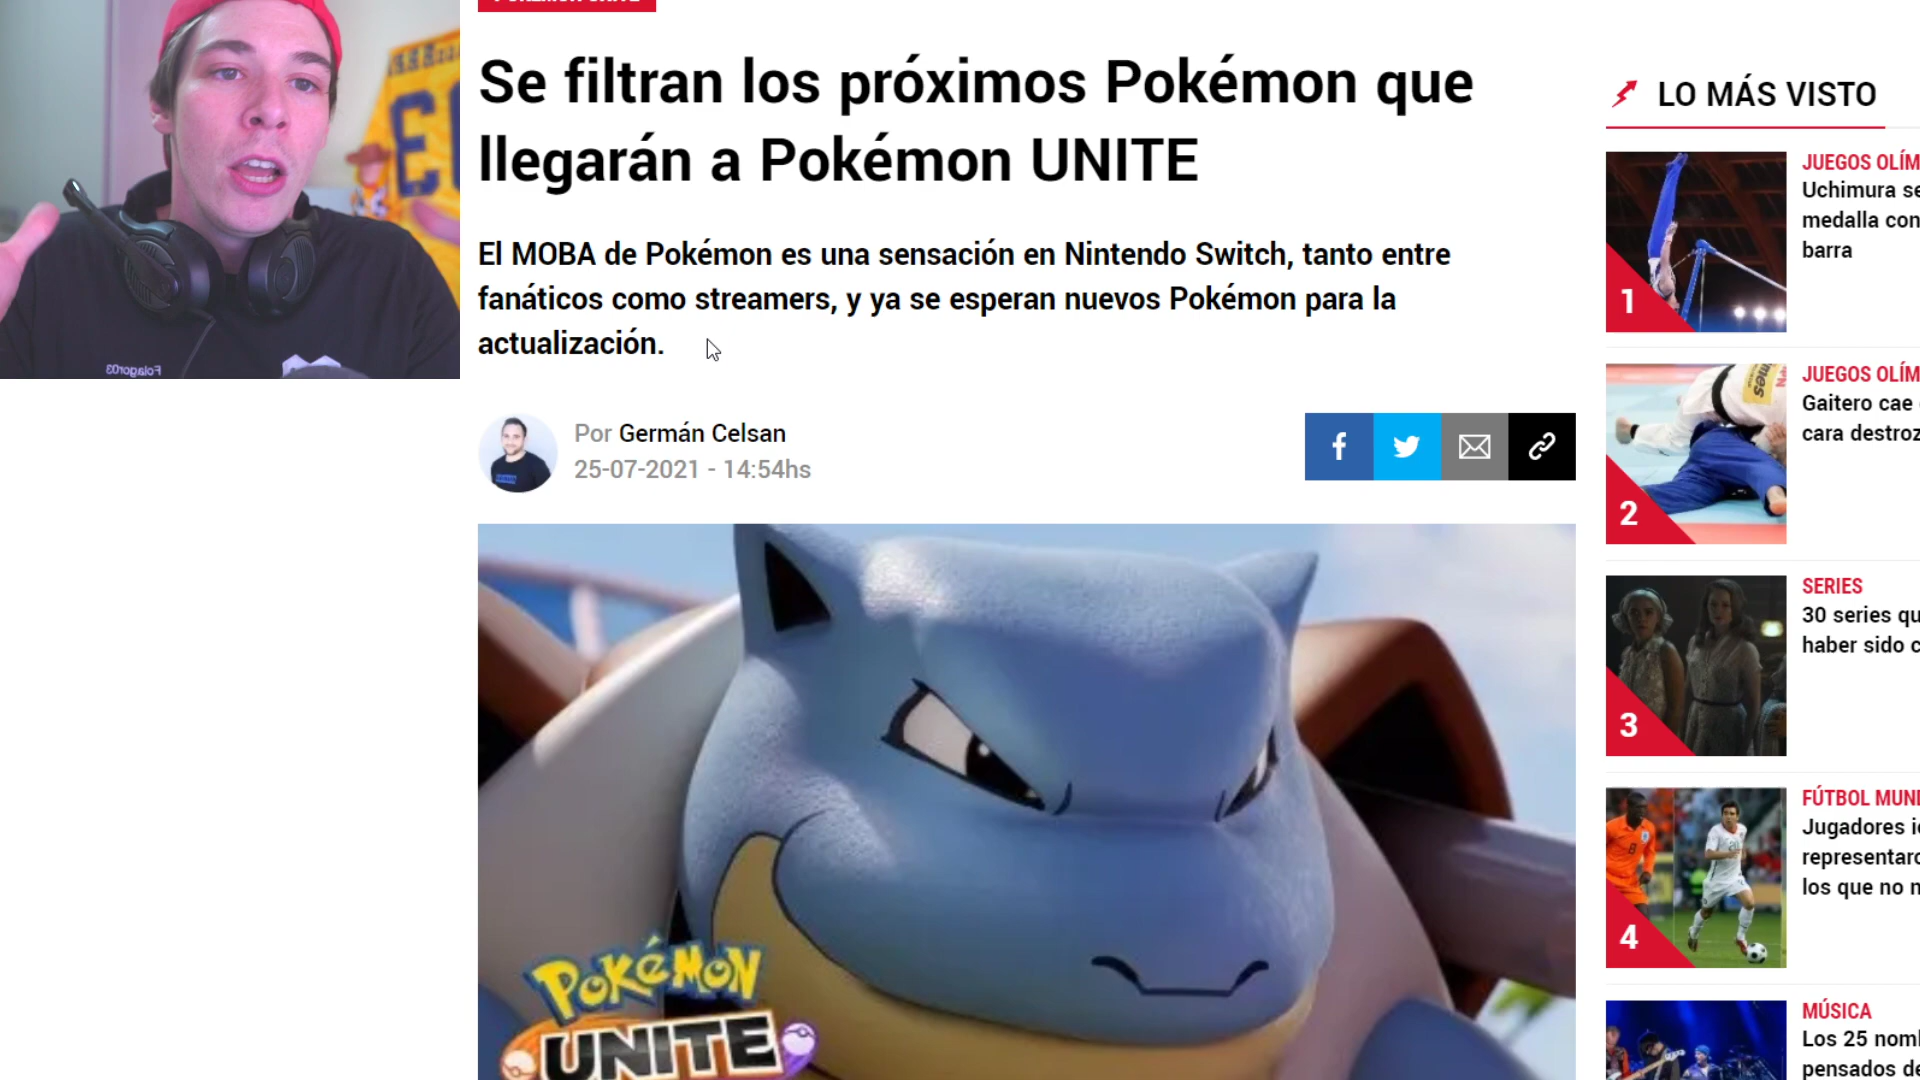 Se filtran los próximos Pokémon que
llegarán a Pokémon UNITE
El MOBA de Pokémon es una sensación en Nintendo Switch, tanto entre
fanáticos como streamers, y ya se esperan nuevos Pokémon para la
actualización.
Por Germán Celsan
25-07-2021 - 14:54hs
POKéMON
UNITE
Folagor03
LO MÁS VISTO
1
JUEGOS OLÍM
Uchimura se
medalla con
barra
2
JUEGOS OLÍM
Gaitero cae
cara destroz
3
SERIES
30 series qu
haber sido c
4
FÚTBOL MUN
Jugadores i
representaro
los que no n
MÚSICA
Los 25 nom
pensados de